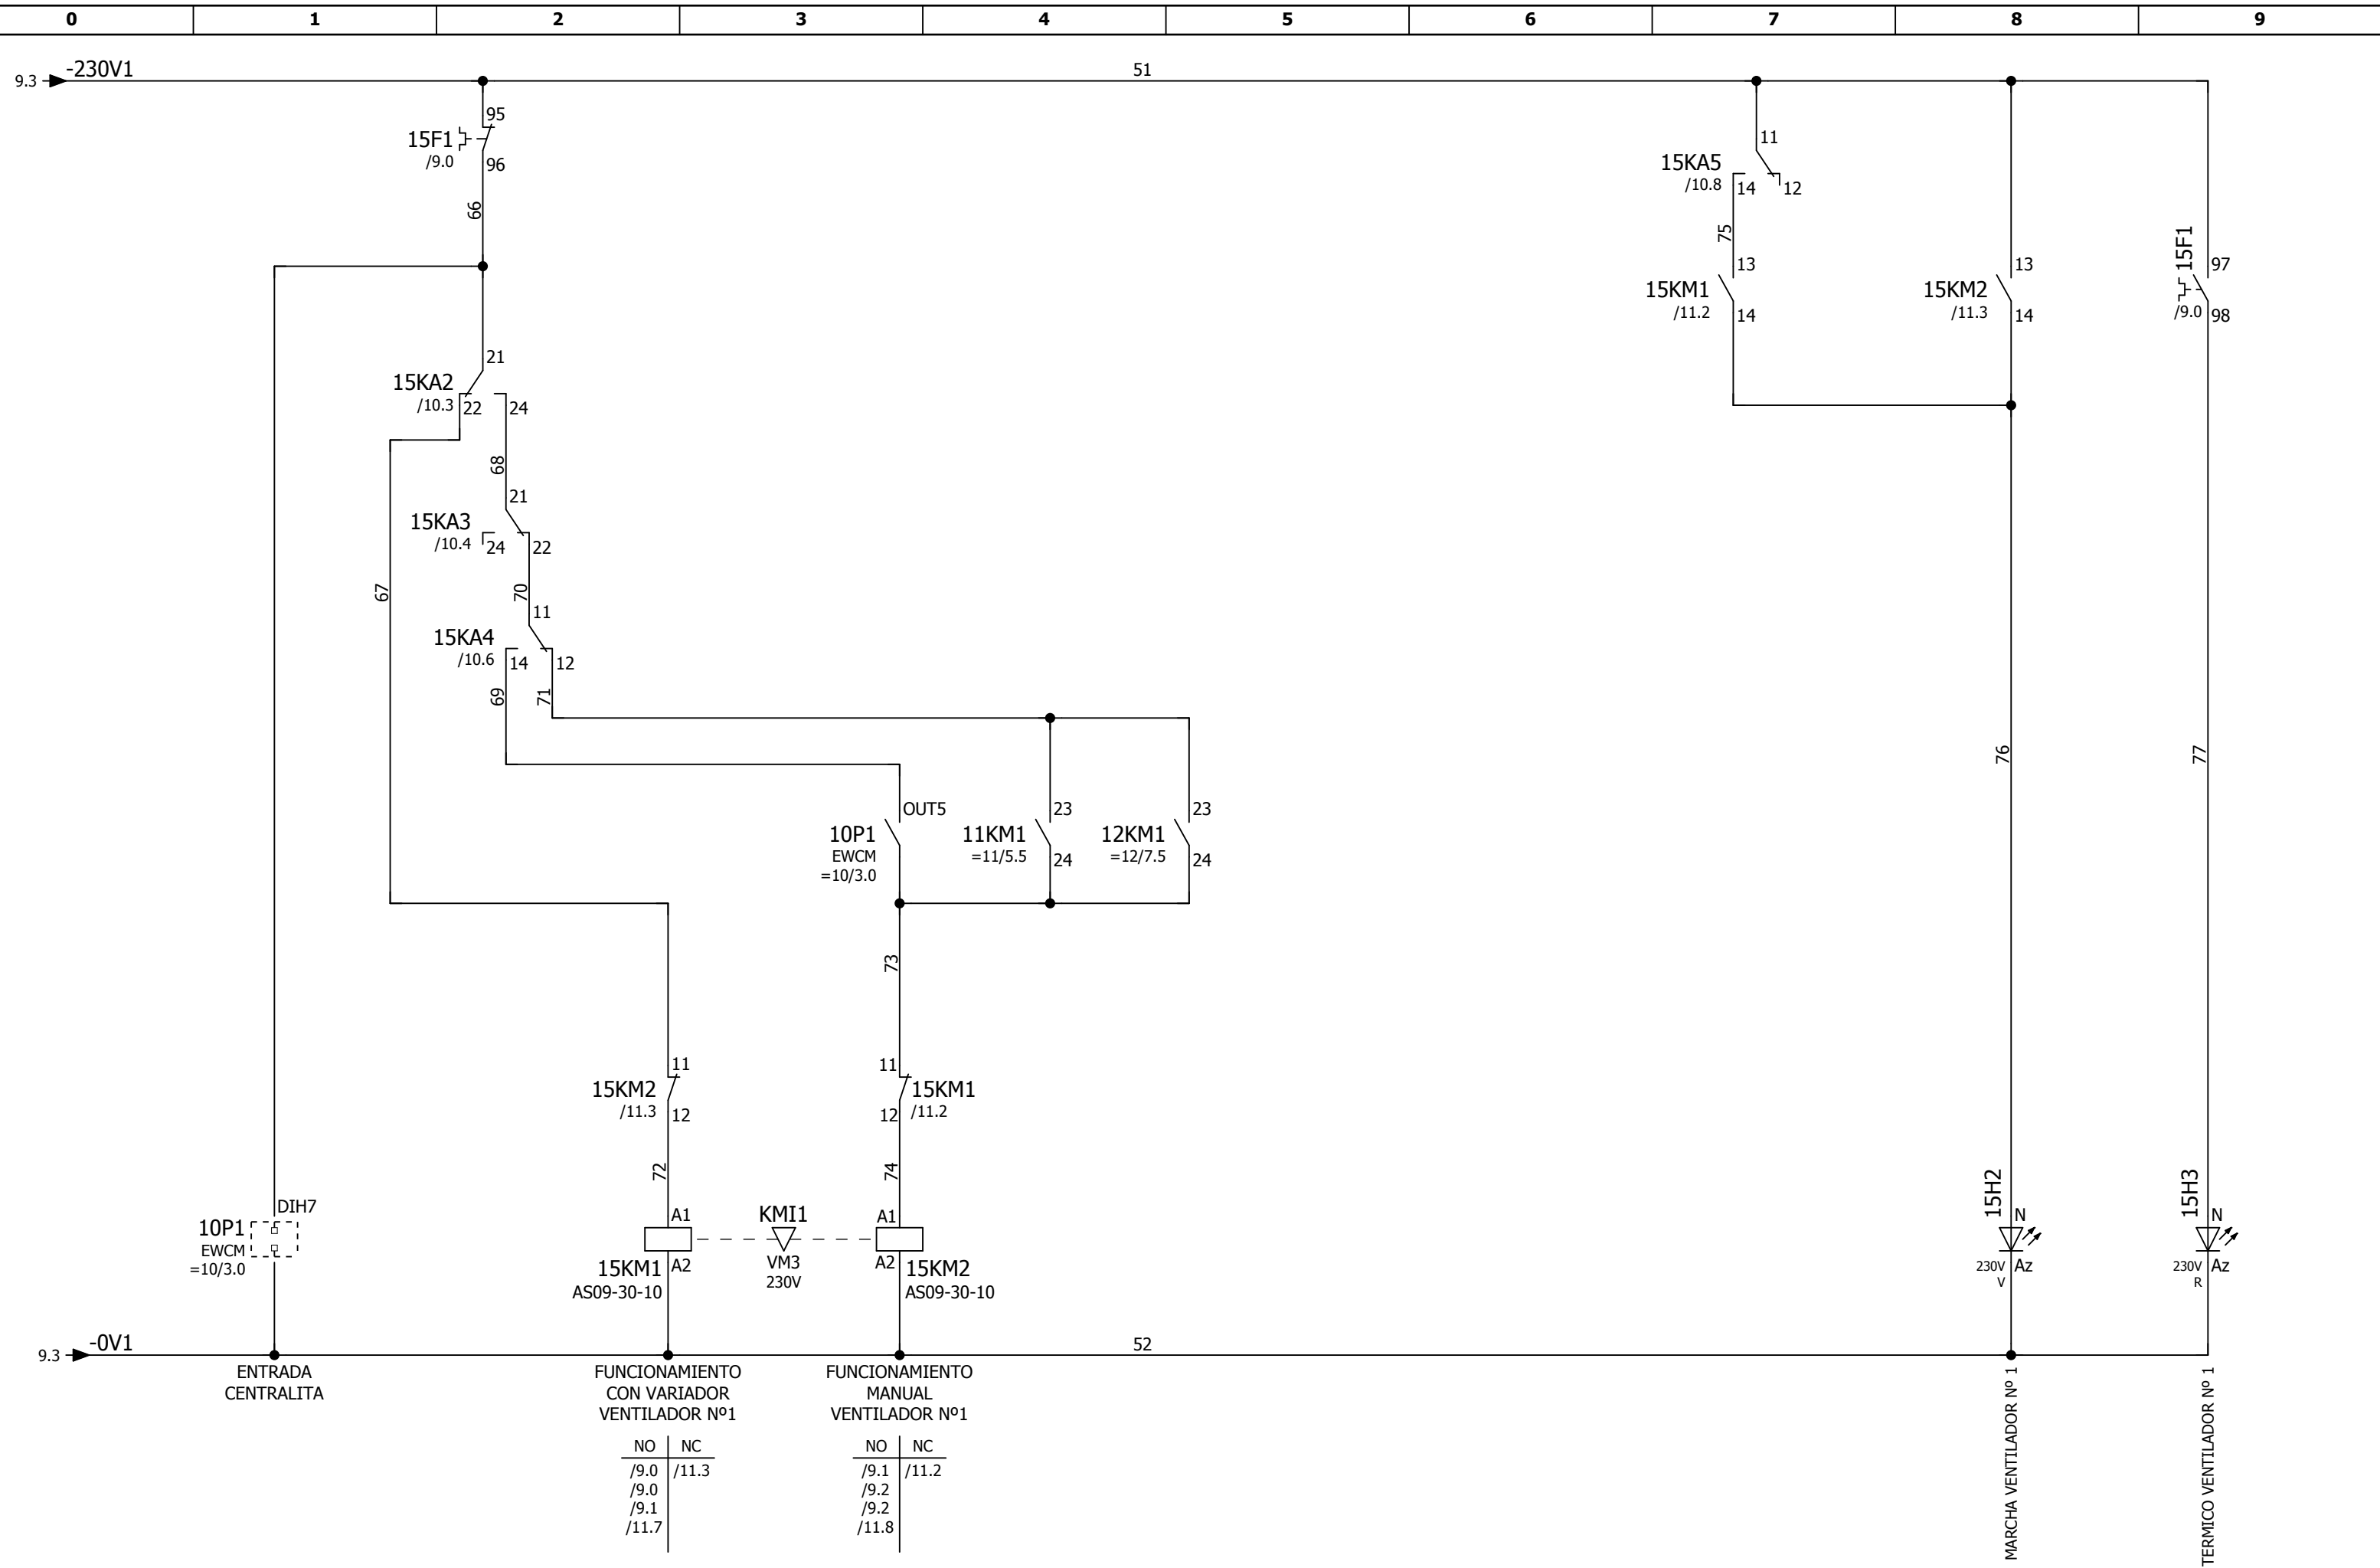 0 1 2 3 4 5 6 7 8 9
9.3 -230V1 51
95
15F1
/9.0
96
66
11
15KA5
/10.8
14 12
75
13
15KM1
/11.2
14
13
15KM2
/11.3
14
15F1
97
/9.0
98
21
15KA2
/10.3
22 24
68
21
15KA3
/10.4
24 22
67
70
11
15KA4
/10.6
14 12
69
71
76
77
OUT5
10P1
EWCM
=10/3.0
23
11KM1
=11/5.5
24
23
12KM1
=12/7.5
24
73
11
15KM2
/11.3
12
72
11
15KM1
/11.2
12
74
DIH7
10P1
EWCM
=10/3.0
A1
A2
15KM1
AS09-30-10
KMI1
VM3
230V
A1
A2
15KM2
AS09-30-10
15H2
N
230V
V
Az
15H3
N
230V
R
Az
9.3 -0V1 52
ENTRADA
CENTRALITA
FUNCIONAMIENTO
CON VARIADOR
VENTILADOR Nº1
FUNCIONAMIENTO
MANUAL
VENTILADOR Nº1
MARCHA VENTILADOR Nº 1
TERMICO VENTILADOR Nº 1
NO NC
/9.0 /11.3
/9.0
/9.1
/11.7
NO NC
/9.1 /11.2
/9.2
/9.2
/11.8